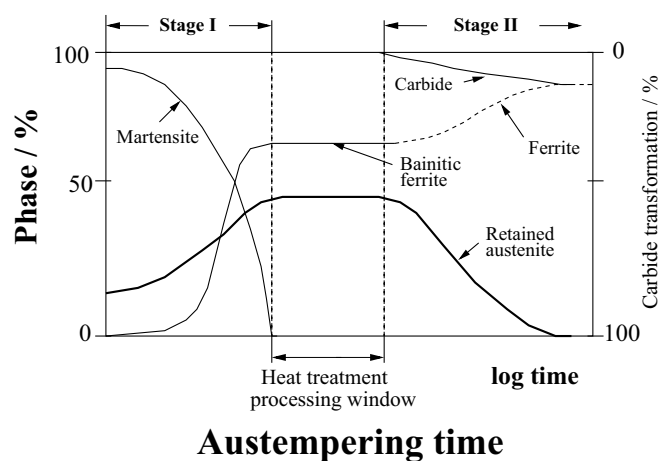 Stage I
Stage II
100
0
Carbide
Martensite
Ferrite
Bainitic
ferrite
50
50
Retained
austenite
0
100
Phase / %
Carbide transformation / %
Heat treatment
processing window
log time
Austempering time